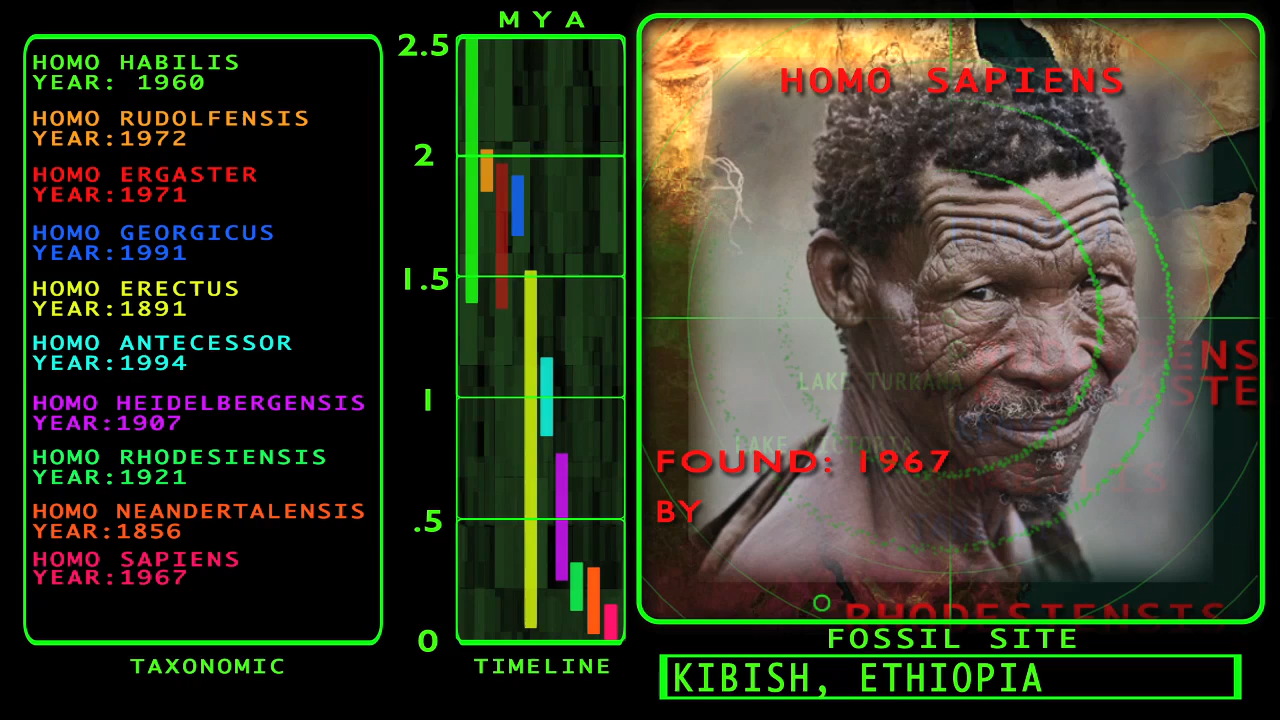 HOMO HABILIS
YEAR: 1960
HOMO RUDOLFENSIS
YEAR:1972
HOMO ERGASTER
YEAR:1971
HOMO GEORGICUS
YEAR:1991
HOMO ERECTUS
YEAR:1891
HOMO ANTECESSOR
YEAR:1994
HOMO HEIDELBERGENSIS
YEAR:1907
HOMO RHODESIENSIS
YEAR:1921
HOMO NEANDERTALENSIS
YEAR:1856
HOMO SAPIENS
YEAR:1967
TAXONOMIC
MYA
2.5
2
1.5
1
.5
0
TIMELINE
HOMO SAPIENS
LAKE TURKANA
LAKE VICTORIA
FOUND: 1967
BY
RHODESIENSIS
FOSSIL SITE
KIBISH, ETHIOPIA